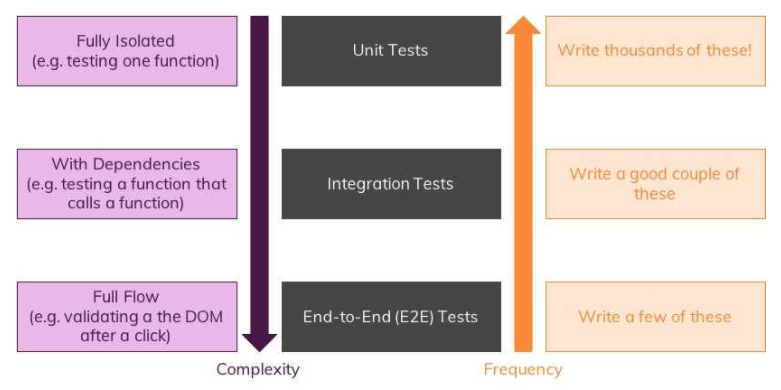 Fully Isolated
(e.g. testing one function)
Unit Tests
Write thousands of these!
With Dependencies
(e.g. testing a function that
calls a function)
Integration Tests
Write a good couple of
these
Full Flow
(e.g. validating a the DOM
after a click)
End-to-End (E2E) Tests
Write a few of these
Complexity
Frequency